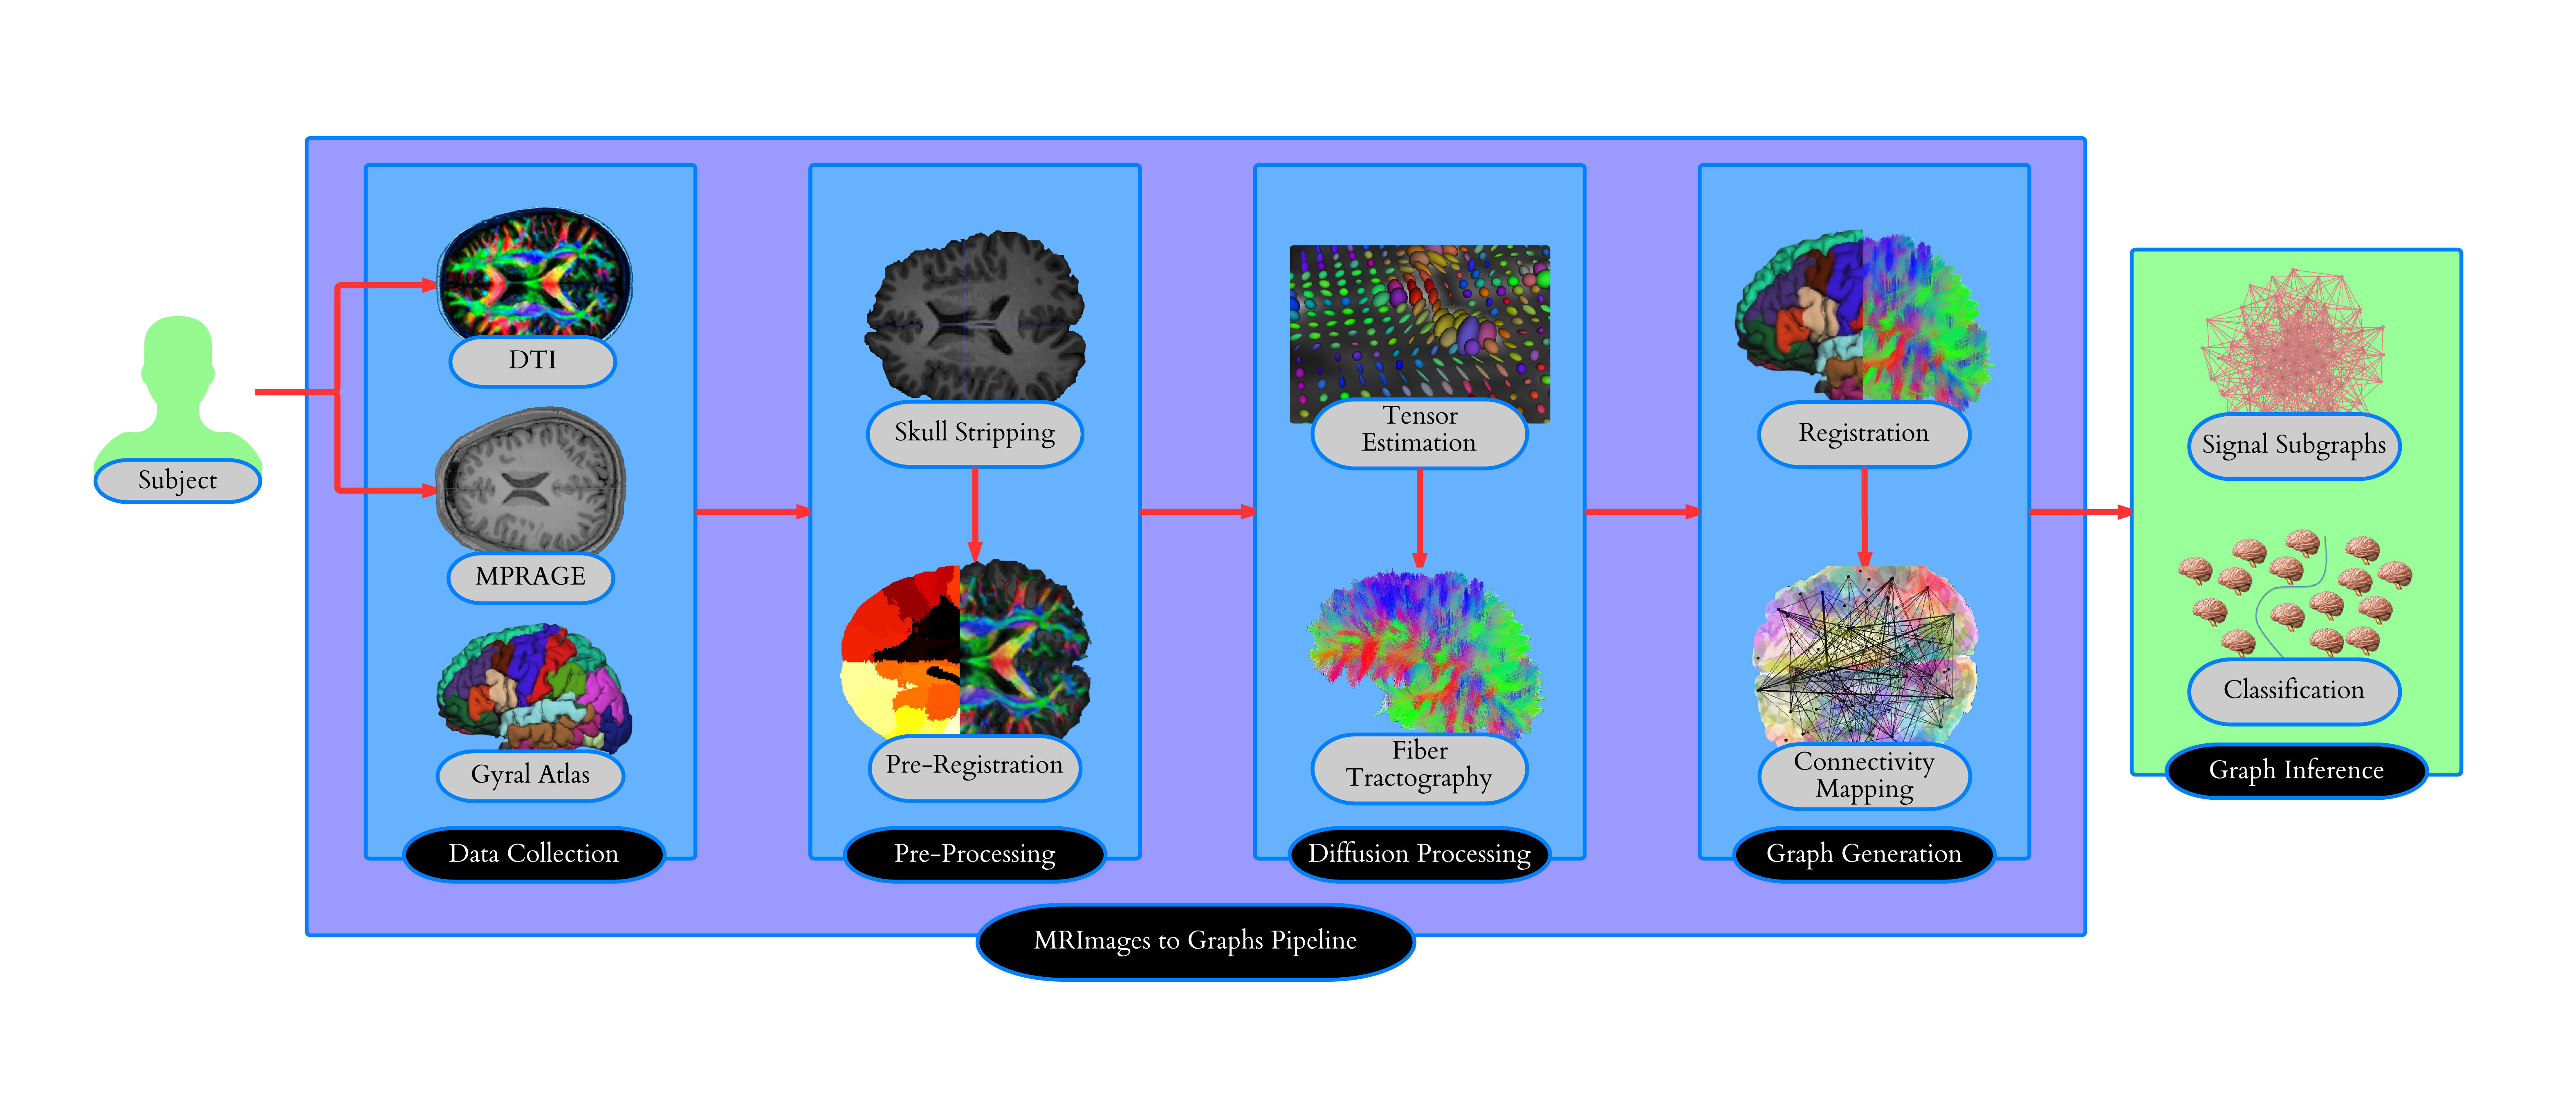 Subject
DTI
MPRAGE
Gyral Atlas
Data Collection
Skull Stripping
Pre-Registration
Pre-Processing
Tensor
Estimation
Fiber
Tractography
Diffusion Processing
Registration
Connectivity
Mapping
Graph Generation
MRImages to Graphs Pipeline
Signal Subgraphs
Classification
Graph Inference